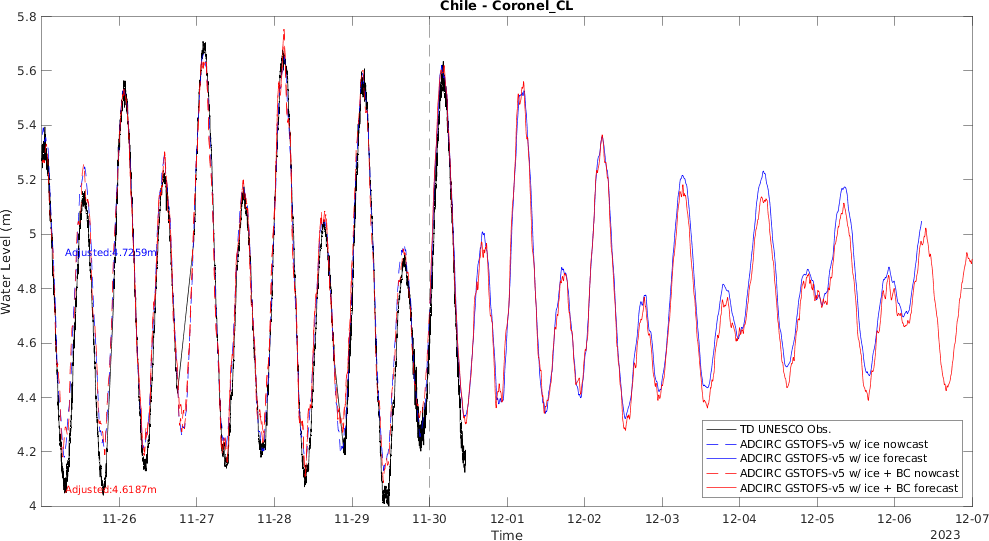 Chile - Coronel_CL
Water Level (m)
5.8
5.6
5.4
5.2
5
4.8
4.6
4.4
4.2
4
Adjusted:4.7259m
Adjusted:4.6187m
TD UNESCO Obs.
ADCIRC GSTOFS-v5 w/ ice nowcast
ADCIRC GSTOFS-v5 w/ ice forecast
ADCIRC GSTOFS-v5 w/ ice + BC nowcast
ADCIRC GSTOFS-v5 w/ ice + BC forecast
11-26 11-27 11-28 11-29 11-30 12-01 12-02 12-03 12-04 12-05 12-06 12-07
Time
2023